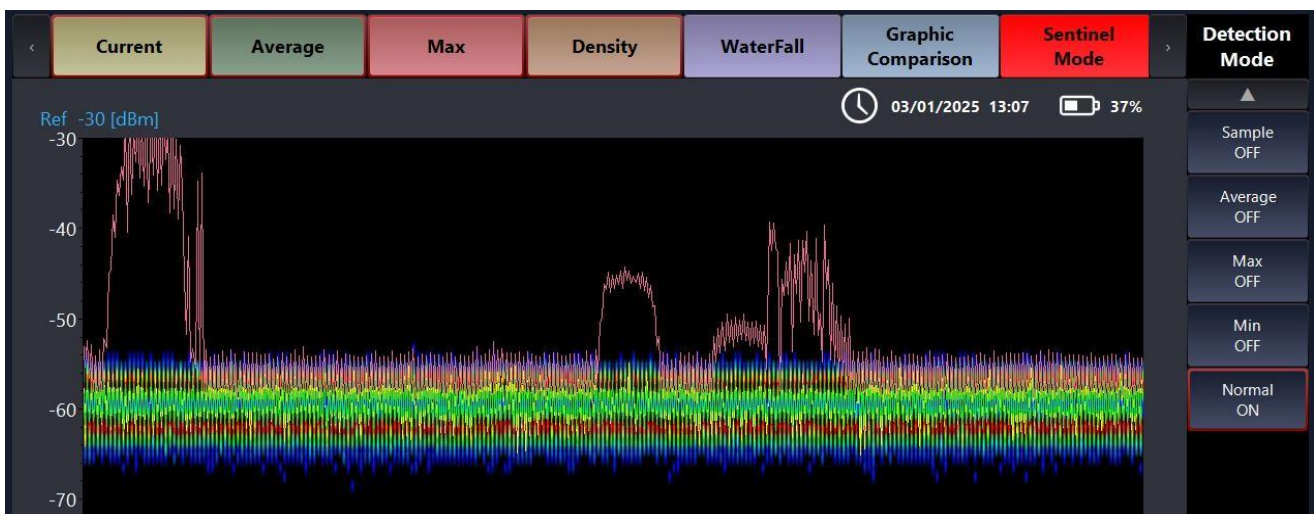 ‹
Current
Average
Max
Density
WaterFall
Graphic
Comparison
Sentinel
Mode
›
Detection
Mode
03/01/2025 13:07
37%
Ref -30 [dBm]
-30
-40
-50
-60
-70
▲
Sample
OFF
Average
OFF
Max
OFF
Min
OFF
Normal
ON